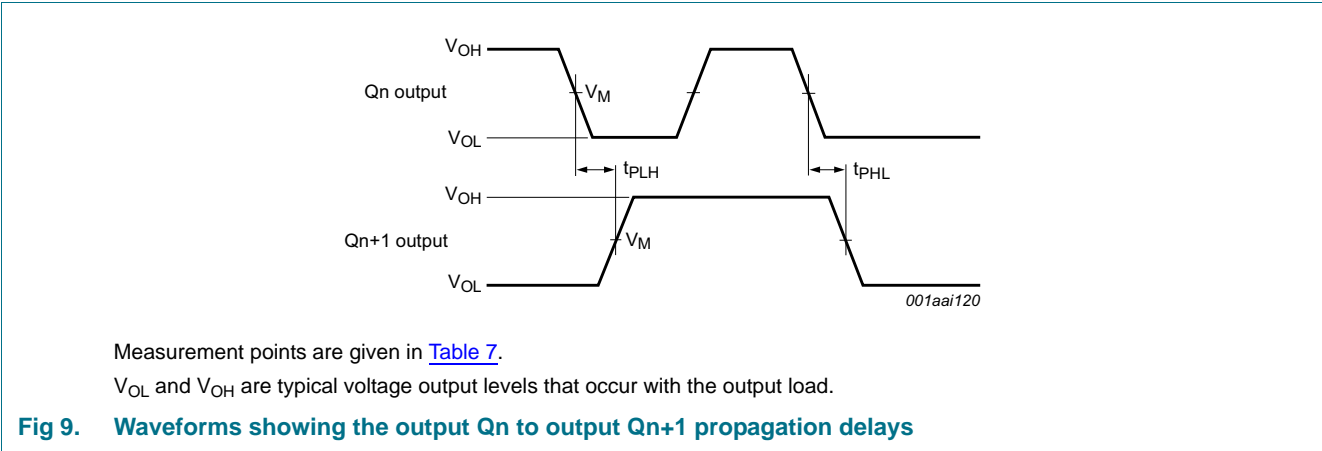 VOH
Qn output
VM
VOL
tPLH
tPHL
VOH
Qn+1 output
VM
VOL
001aai120
Measurement points are given in Table 7.
VOL and VOH are typical voltage output levels that occur with the output load.
Fig 9. Waveforms showing the output Qn to output Qn+1 propagation delays